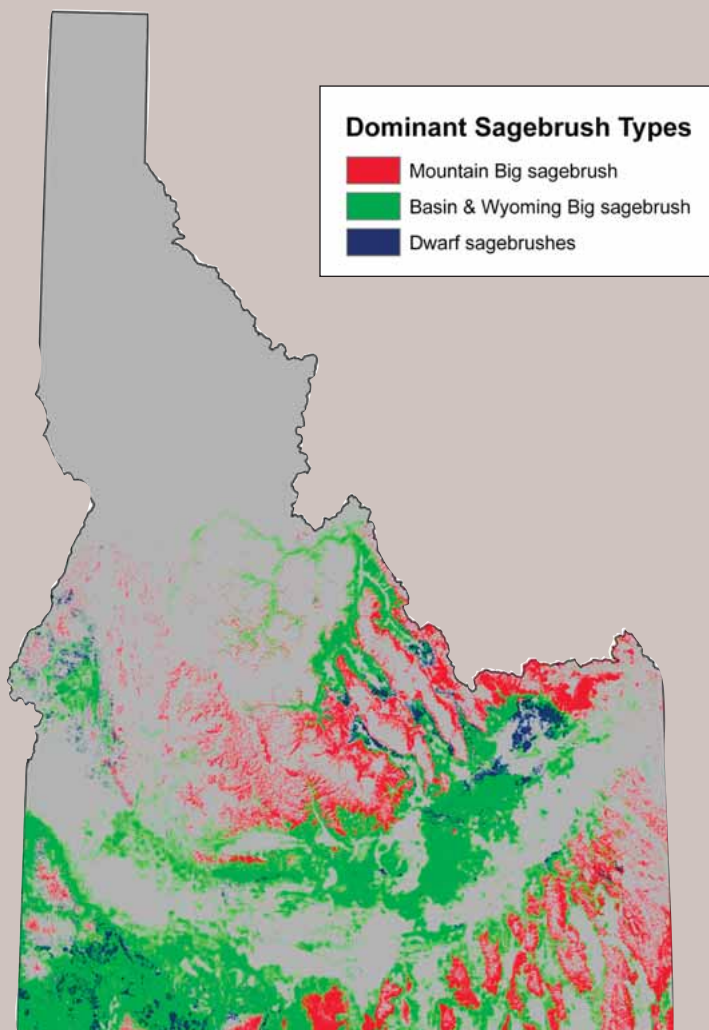 Dominant Sagebrush Types
Mountain Big sagebrush
Basin & Wyoming Big sagebrush
Dwarf sagebrushes